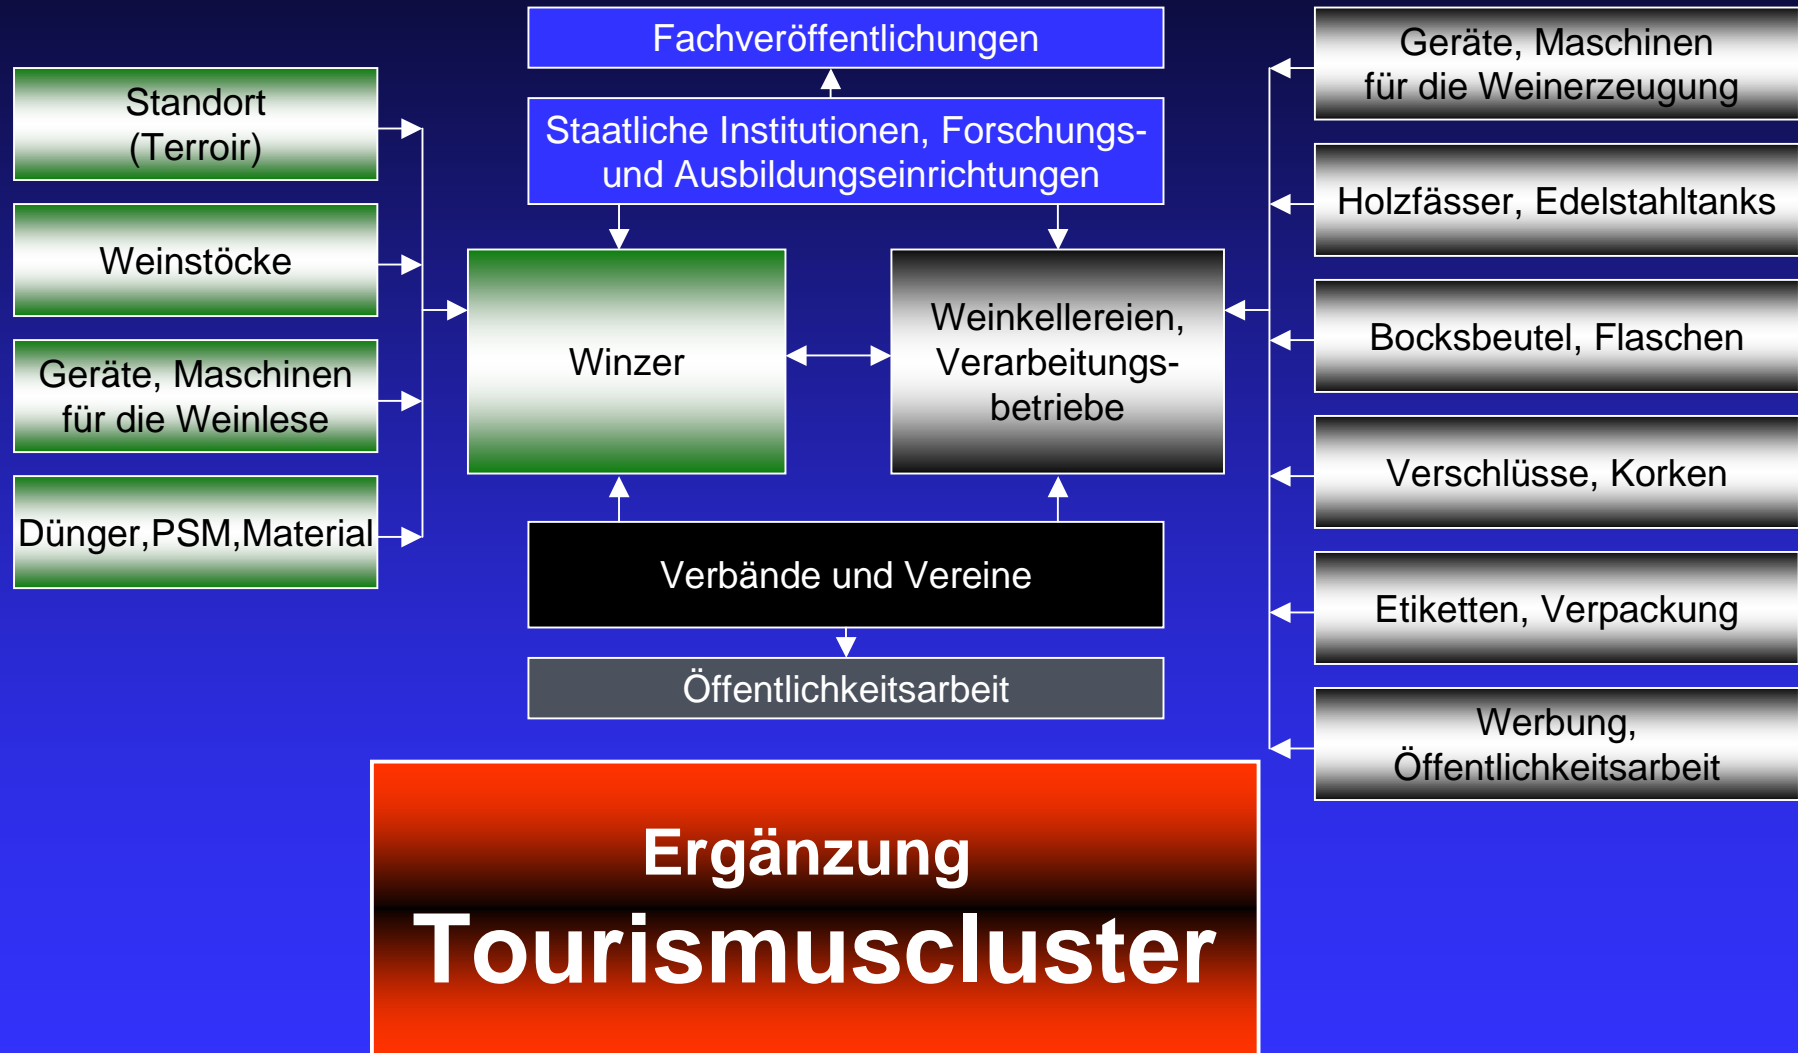 Standort
(Terroir)
Weinstöcke
Geräte, Maschinen
für die Weinlese
Dünger,PSM,Material
Fachveröffentlichungen
Staatliche Institutionen, Forschungs-
und Ausbildungseinrichtungen
Winzer
Weinkellereien,
Verarbeitungs-
betriebe
Verbände und Vereine
Öffentlichkeitsarbeit
Geräte, Maschinen
für die Weinerzeugung
Holzfässer, Edelstahltanks
Bocksbeutel, Flaschen
Verschlüsse, Korken
Etiketten, Verpackung
Werbung,
Öffentlichkeitsarbeit
Ergänzung
Tourismuscluster